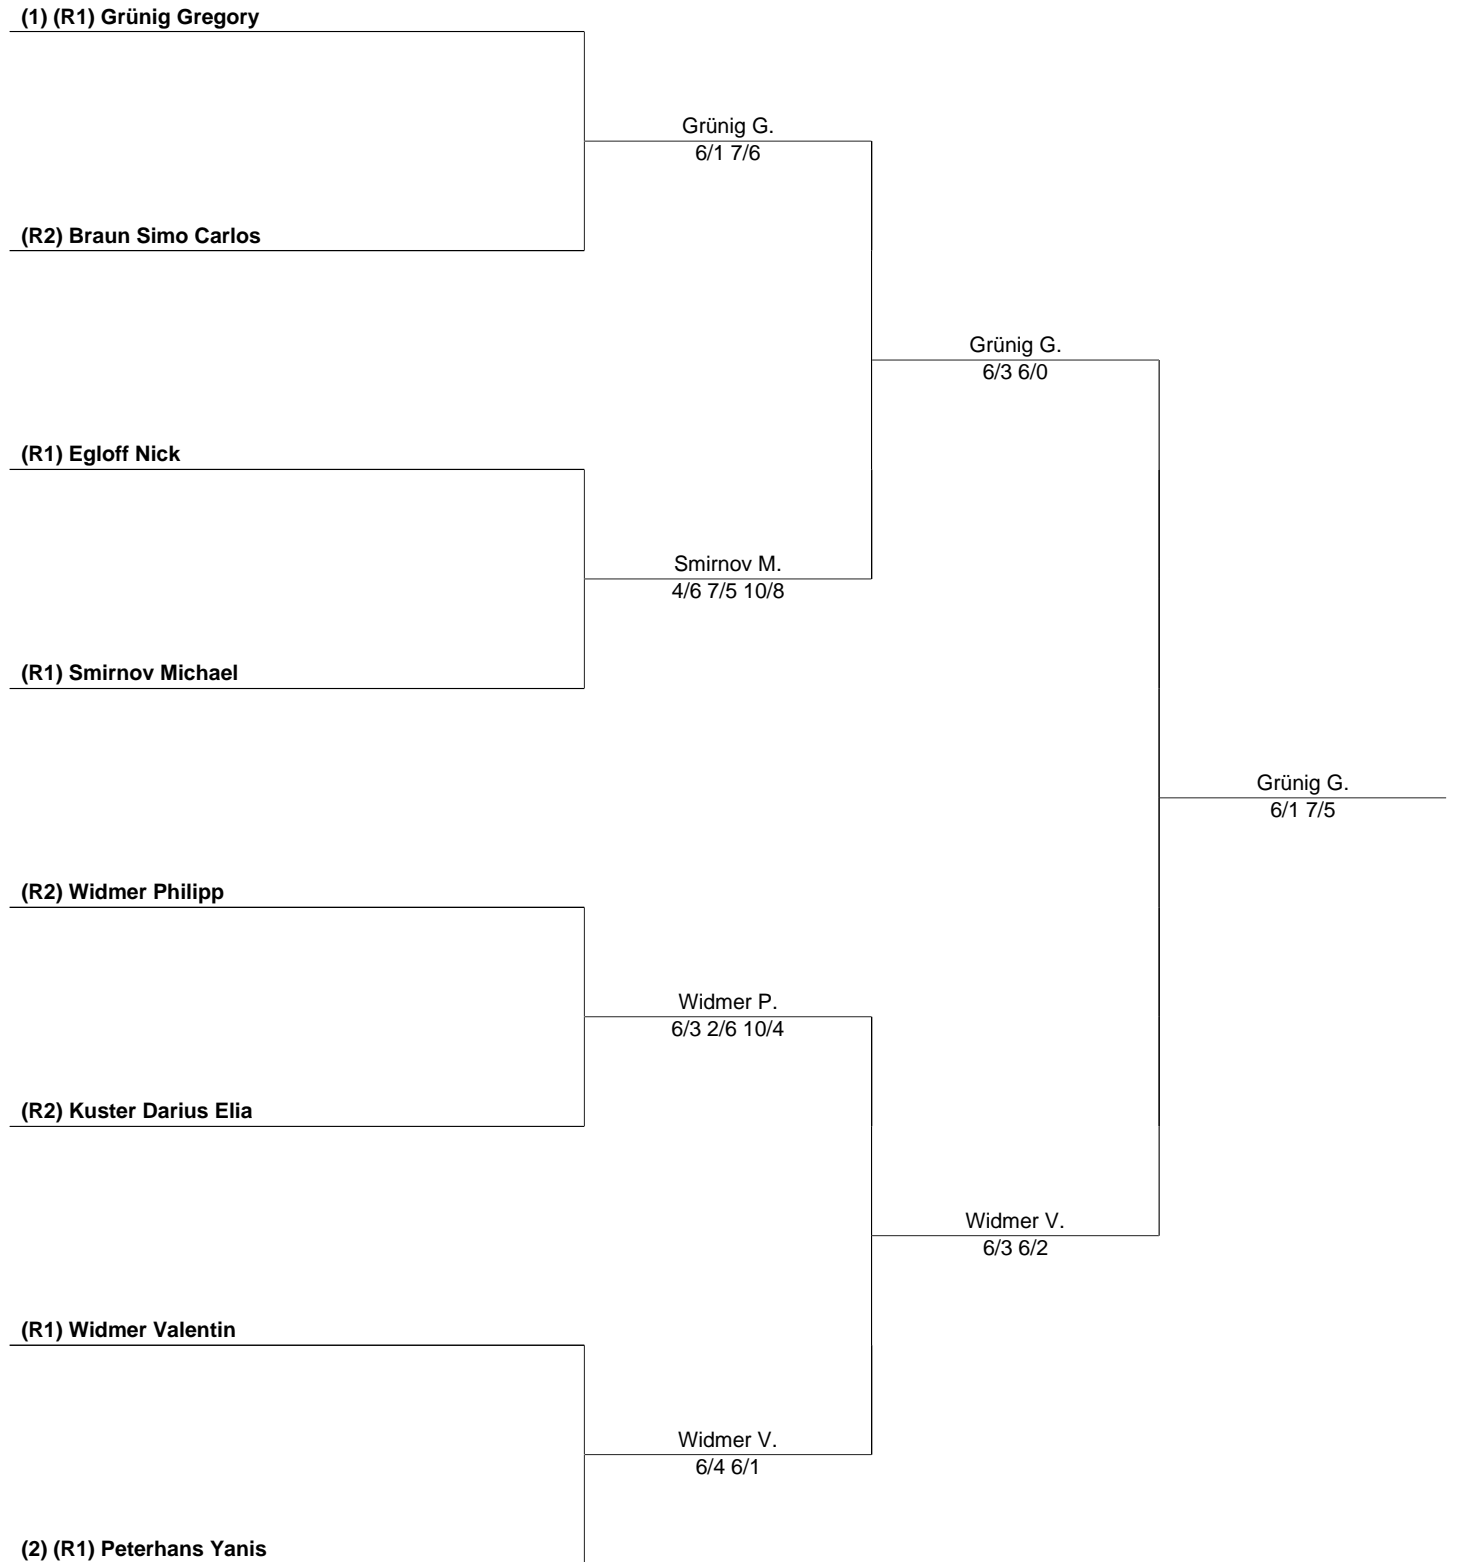 (1) (R1) Grünig Gregory
Grünig G.
6/1 7/6
(R2) Braun Simo Carlos
Grünig G.
6/3 6/0
(R1) Egloff Nick
Smirnov M.
4/6 7/5 10/8
(R1) Smirnov Michael
Grünig G.
6/1 7/5
(R2) Widmer Philipp
Widmer P.
6/3 2/6 10/4
(R2) Kuster Darius Elia
Widmer V.
6/3 6/2
(R1) Widmer Valentin
Widmer V.
6/4 6/1
(2) (R1) Peterhans Yanis